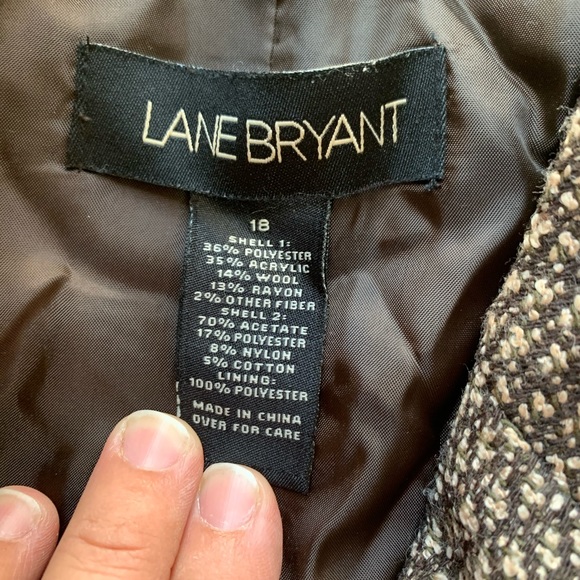 LANE BRYANT
18
SHELL 1:
36% POLYESTER
35% ACRYLIC
14% WOOL
13% RAYON
2% OTHER FIBER
SHELL 2:
70% ACETATE
17% POLYESTER
8% NYLON
5% COTTON
LINING:
100% POLYESTER
MADE IN CHINA
OVER FOR CARE